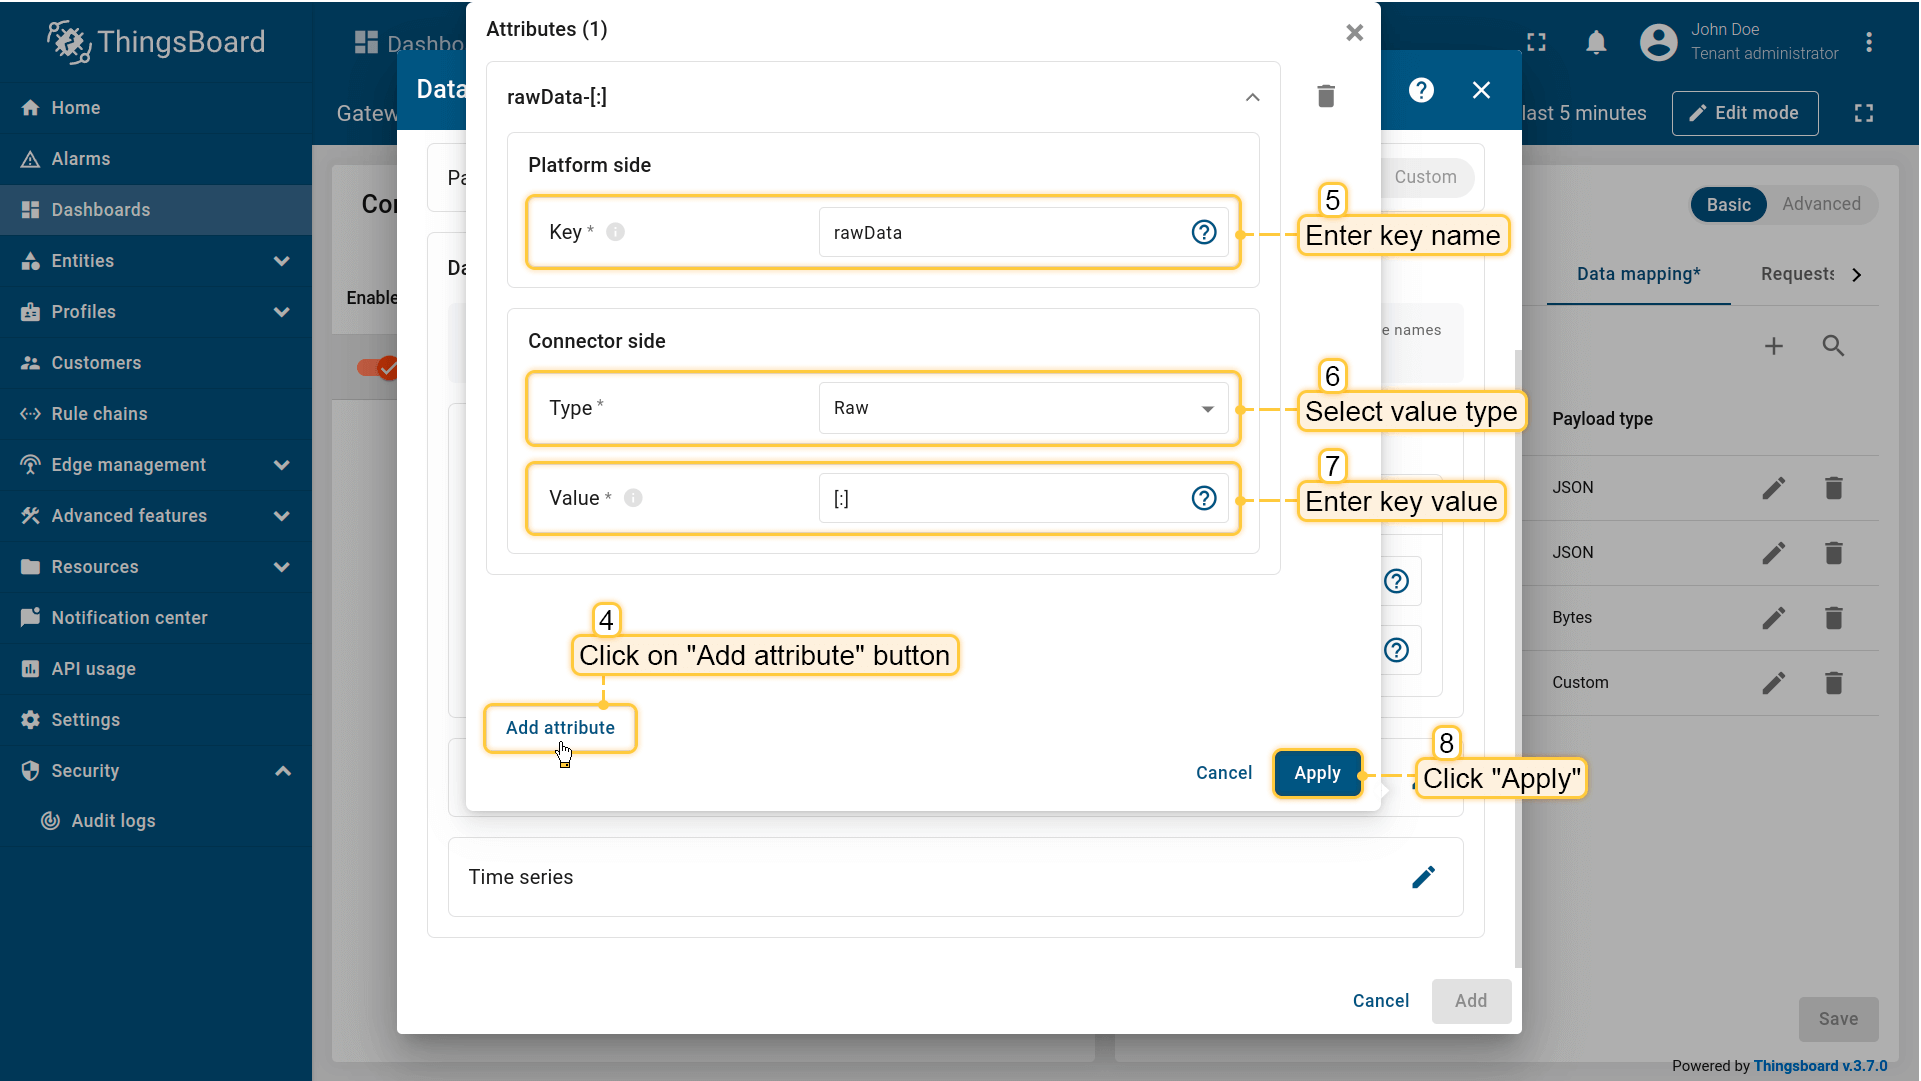 ThingsBoard
Home
Alarms
Dashboards
Entities
Profiles
Customers
Rule chains
Edge management
Advanced features
Resources
Notification center
API usage
Settings
Security
Audit logs
Dashbo
John Doe
Tenant administrator
Gatew
last 5 minutes
Edit mode
Attributes (1)
Data
rawData-[:]
Platform side
Key *
rawData
5
Enter key name
Connector side
Type *
Raw
6
Select value type
Value *
[:]
7
Enter key value
4
Click on "Add attribute" button
Add attribute
Cancel
Apply
8
Click "Apply"
Pa
Custom
Da
e names
Time series
Cancel
Add
Enable
Basic
Advanced
Data mapping*
Requests
Payload type
JSON
JSON
Bytes
Custom
Save
Powered by Thingsboard v.3.7.0